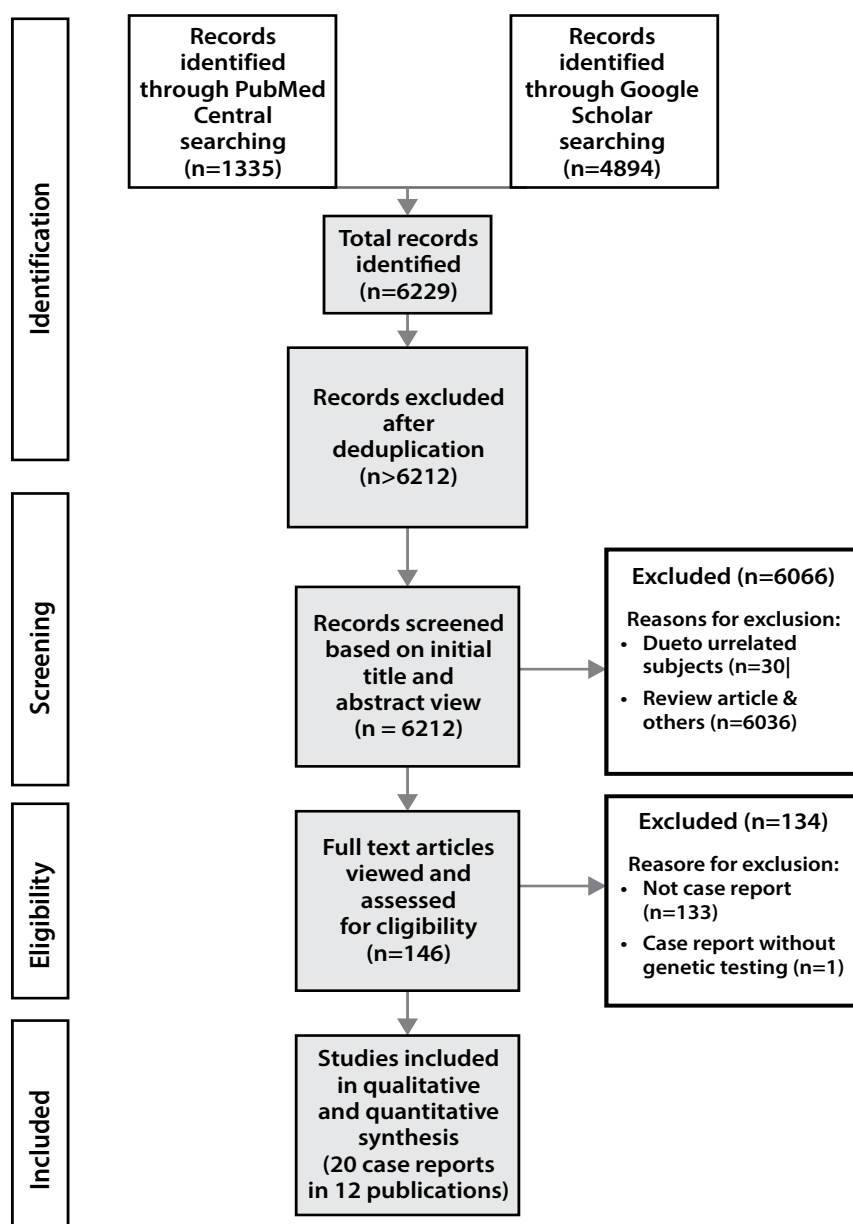 Records
identified
through PubMed
Central
searching
(n=1335)
Records
identified
through Google
Scholar
searching
(n=4894)
Identification
Total records
identified
(n=6229)
Records excluded
after
deduplication
(n>6212)
Screening
Records screened
based on initial
title and
abstract view
(n = 6212)
Excluded (n=6066)
Reasons for exclusion:
• Dueto urrelated
subjects (n=30|
• Review article &
others (n=6036)
Eligibility
Full text articles
viewed and
assessed
for cligibility
(n=146)
Excluded (n=134)
Reasore for exclusion:
• Not case report
(n=133)
• Case report without
genetic testing (n=1)
Included
Studies included
in qualitative
and quantitative
synthesis
(20 case reports
in 12 publications)